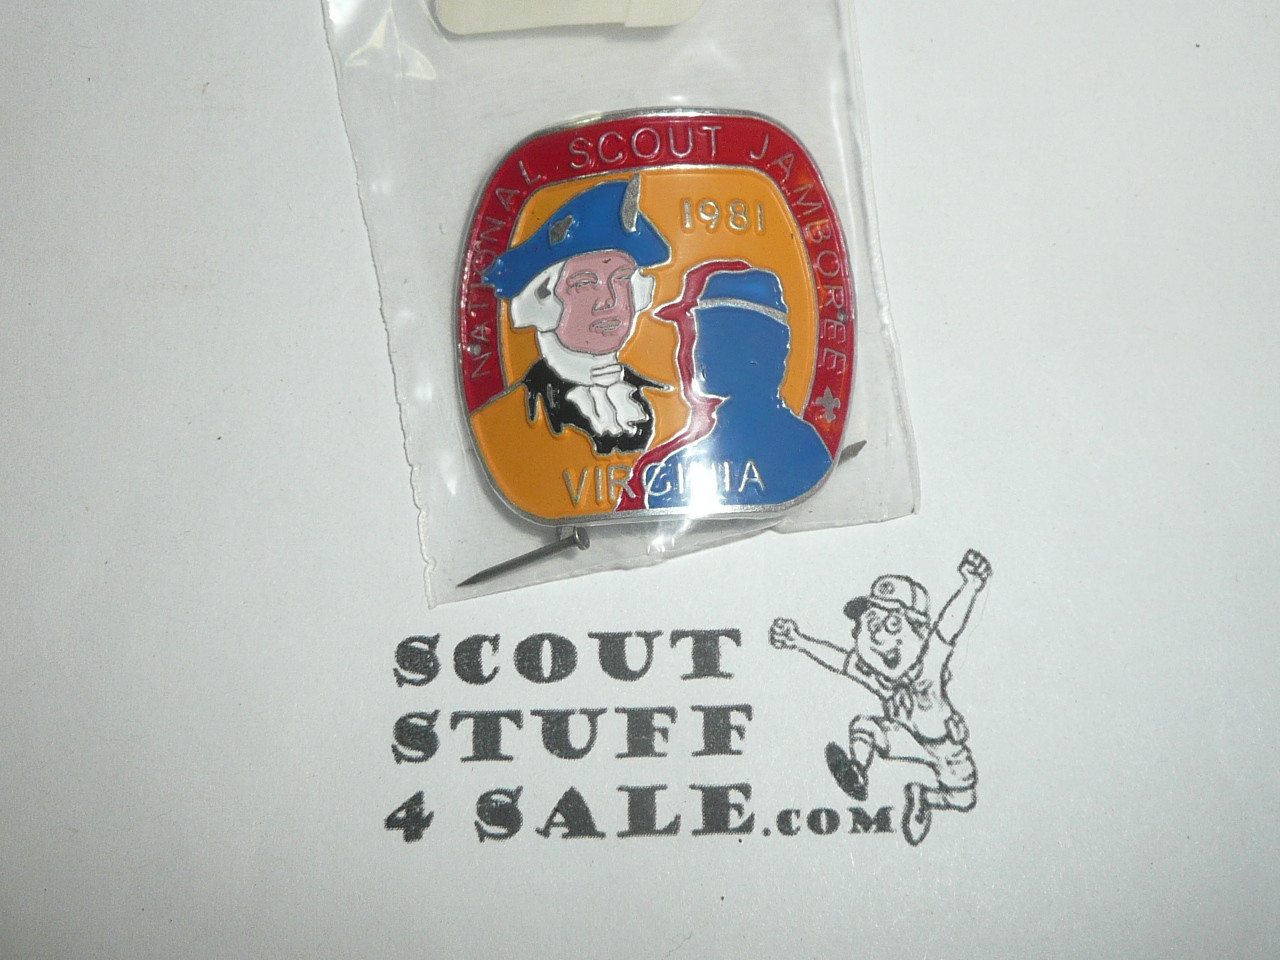 NATIONAL SCOUT JAMBOREE
1981
VIRGINIA
SCOUT
STUFF
4 SALE.COM